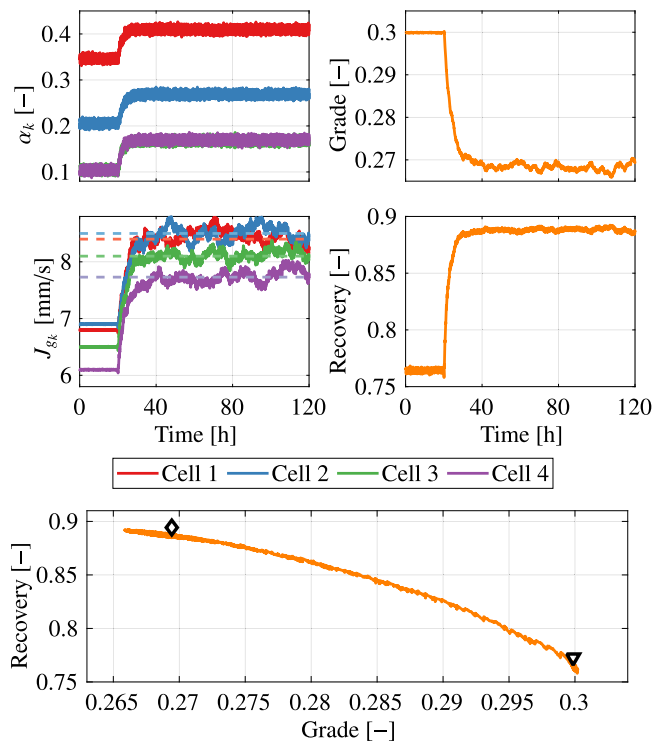 0.4
0.3
0.2
0.1
α_k [−]
0.3
0.29
0.28
0.27
Grade [−]
0 40 80 120
8
7
6
J_{g_k} [mm/s]
0 40 80 120
Time [h]
0.9
0.85
0.8
0.75
Recovery [−]
0 40 80 120
Time [h]
Cell 1 Cell 2 Cell 3 Cell 4
0.9
0.85
0.8
0.75
Recovery [−]
0.265 0.27 0.275 0.28 0.285 0.29 0.295 0.3
Grade [−]